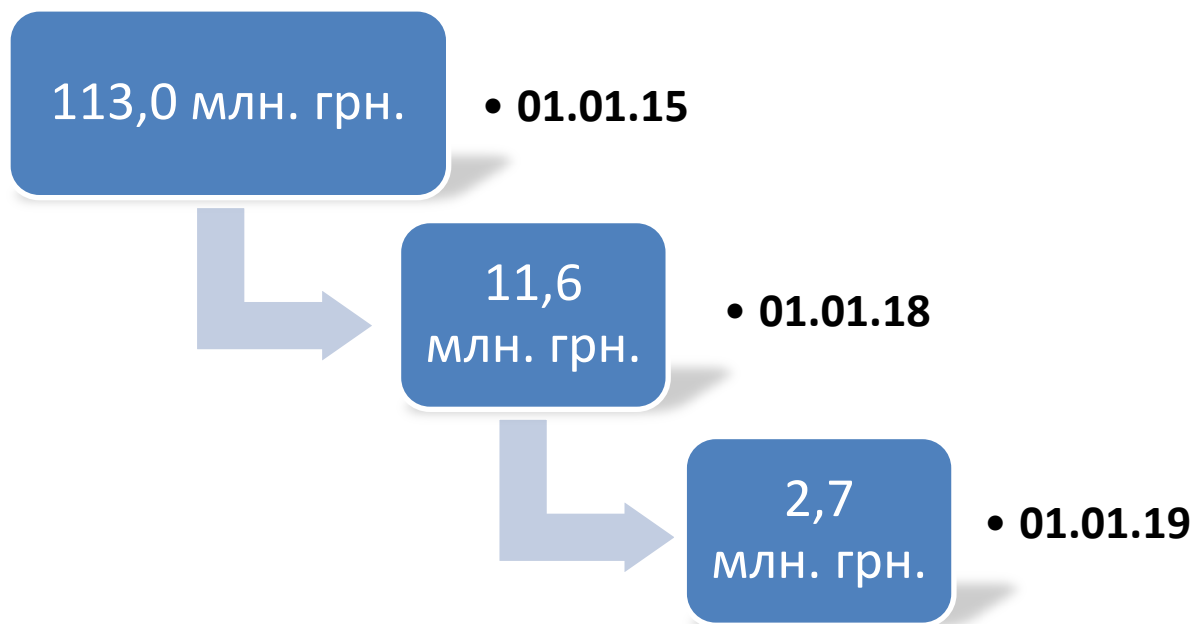 113,0 млн. грн.
• 01.01.15
11,6
млн. грн.
• 01.01.18
2,7
млн. грн.
• 01.01.19